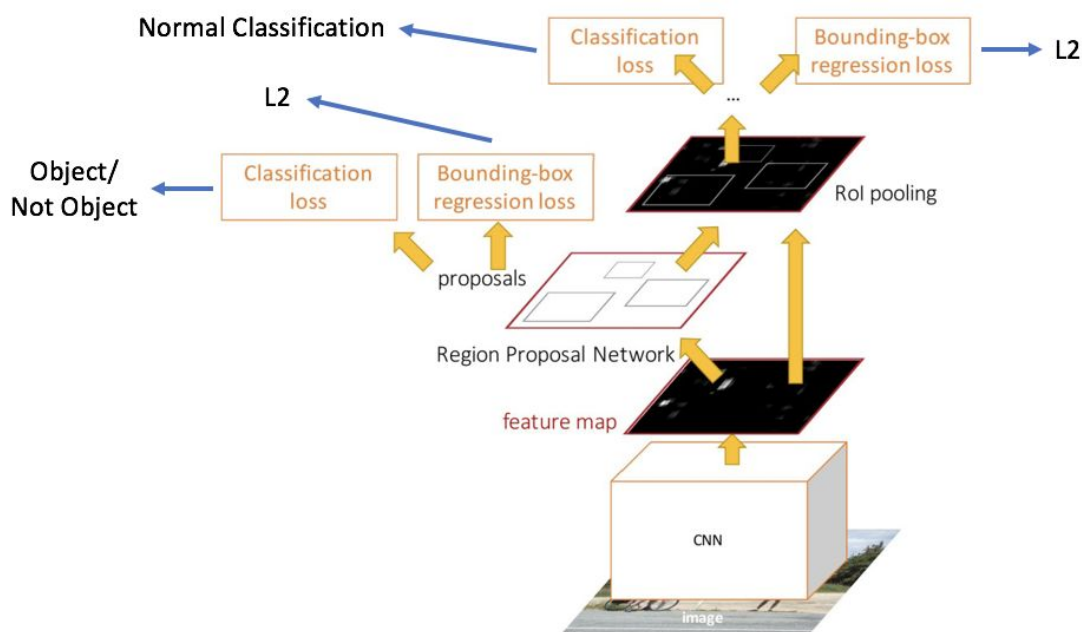 Normal Classification
Classification
loss
Bounding-box
regression loss
L2
L2
...
Object/
Not Object
Classification
loss
Bounding-box
regression loss
RoI pooling
proposals
Region Proposal Network
feature map
CNN
image